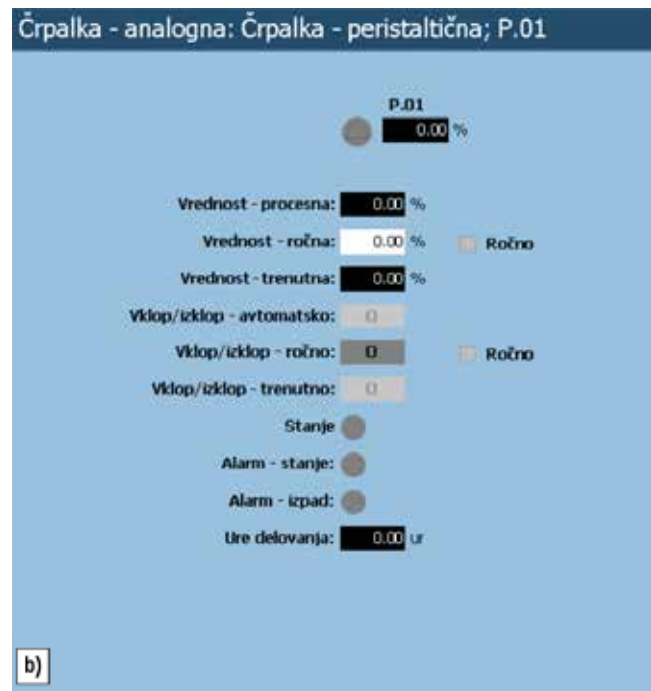 Črpalka - analogna: Črpalka - peristaltična; P.01
P.01
0.00 %
Vrednost - procesna: 0.00 %
Vrednost - ročna: 0.00 % Ročno
Vrednost - trenutna: 0.00 %
Vklop/izklop - avtomatsko: 0
Vklop/izklop - ročno: 0 Ročno
Vklop/izklop - trenutno: 0
Stanje
Alarm - stanje:
Alarm - izpad:
Ure delovanja: 0.00 ur
b)